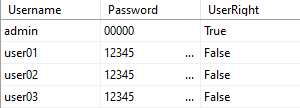 Username Password UserRight
admin 00000 True
user01 12345 ... False
user02 12345 ... False
user03 12345 ... False